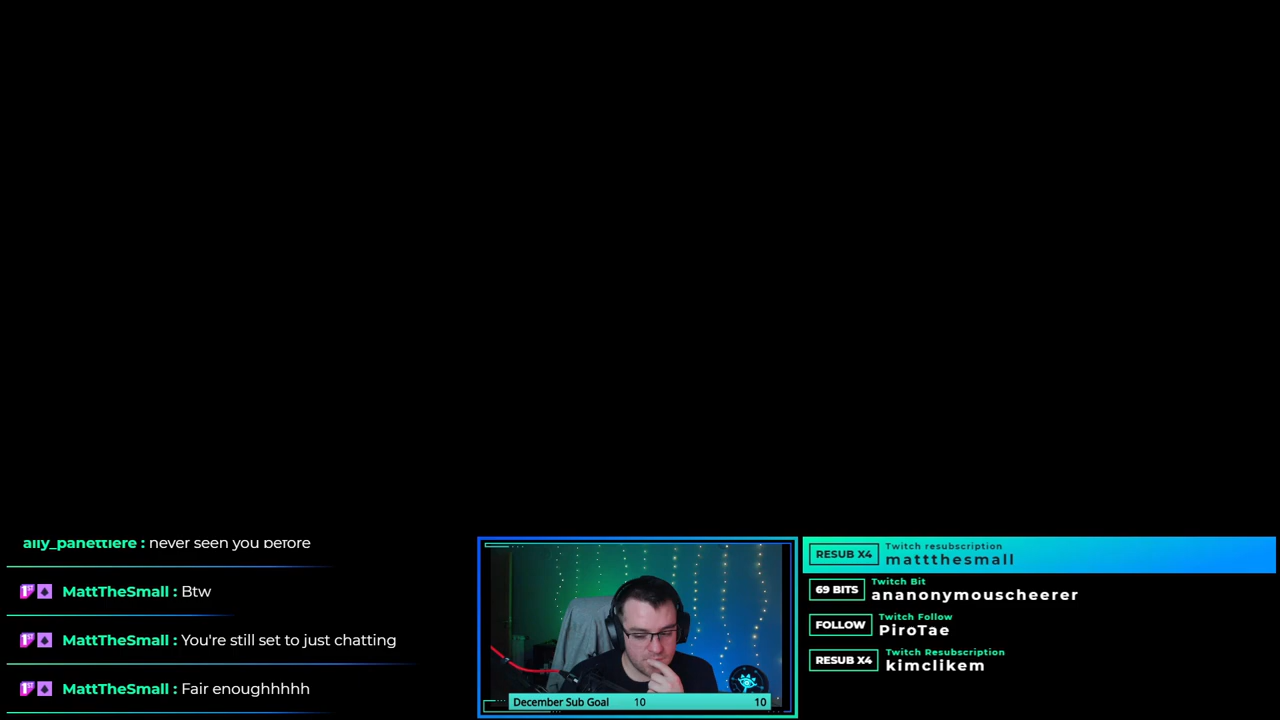 ally_panettiere : never seen you before
MattTheSmall : Btw
MattTheSmall : You're still set to just chatting
MattTheSmall : Fair enoughhhhh
December Sub Goal 10 10
RESUB X4 Twitch resubscription
mattthesmall
69 BITS Twitch Bit
ananonymouscheerer
FOLLOW Twitch Follow
PiroTae
RESUB X4 Twitch Resubscription
kimclikem